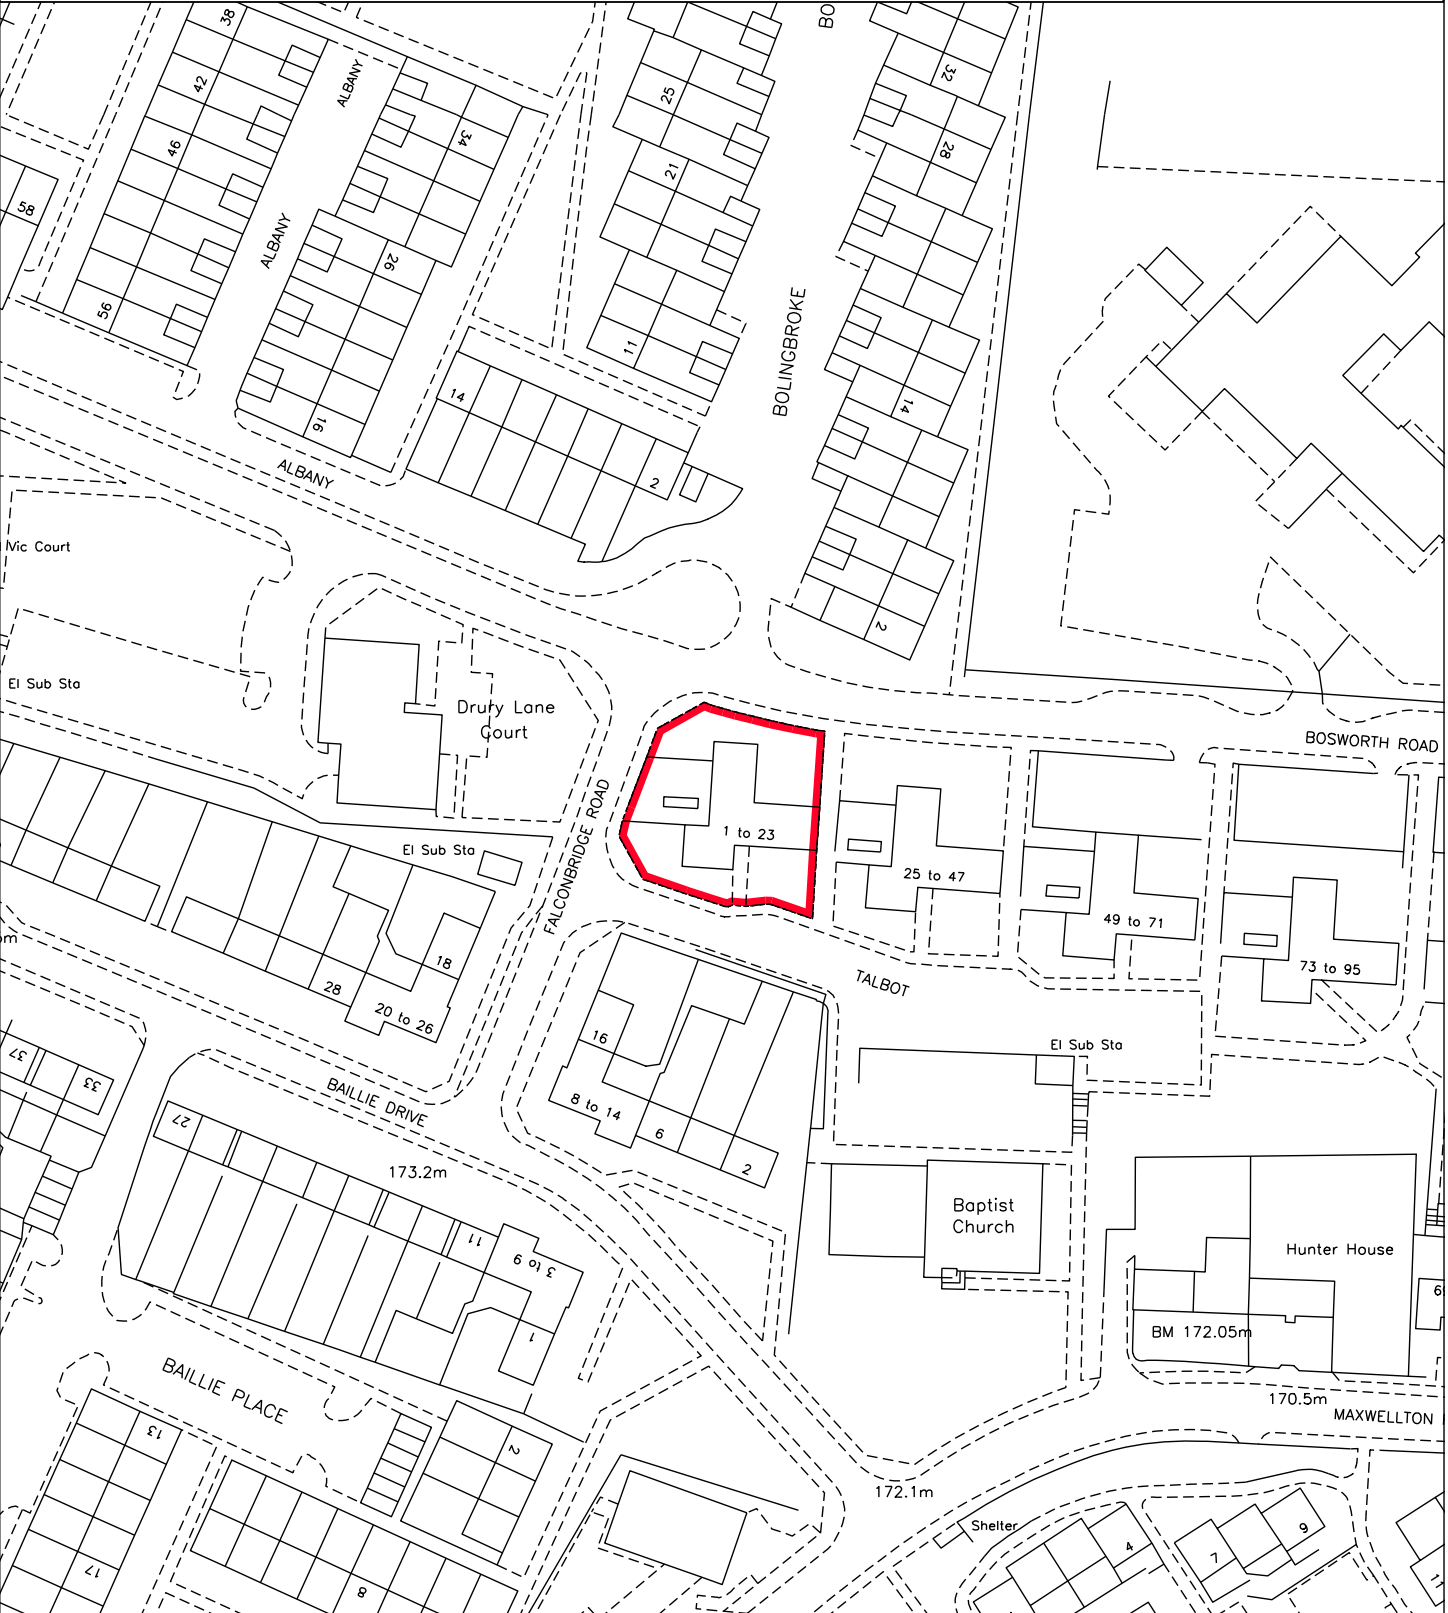 38
BO
42
ALBANY
25
32
46
34
28
21
58
ALBANY
26
56
11
BOLINGBROKE
14
14
16
ALBANY
2
Vic Court
2
El Sub Sta
Drury Lane
Court
BOSWORTH ROAD
FALCONBRIDGE ROAD
1 to 23
El Sub Sta
25 to 47
49 to 71
18
73 to 95
28
TALBOT
20 to 26
16
El Sub Sta
37
33
BAILLIE DRIVE
8 to 14
27
6
2
173.2m
Baptist
Church
11
3 to 9
Hunter House
69
1
BM 172.05m
BAILLIE PLACE
170.5m
MAXWELLTON
13
2
172.1m
Shelter
4
7
9
17
8